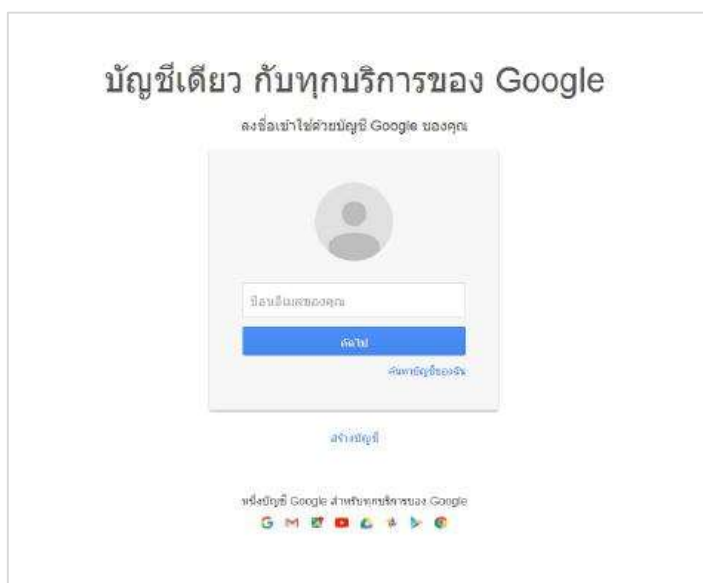 บัญชีเดียว กับทุกบริการของ Google
ลงชื่อเข้าใช้ด้วยบัญชี Google ของคุณ
ป้อนอีเมลของคุณ
ถัดไป
ค้นหาบัญชีของฉัน
สร้างบัญชี
หนึ่งบัญชี Google สำหรับทุกบริการของ Google